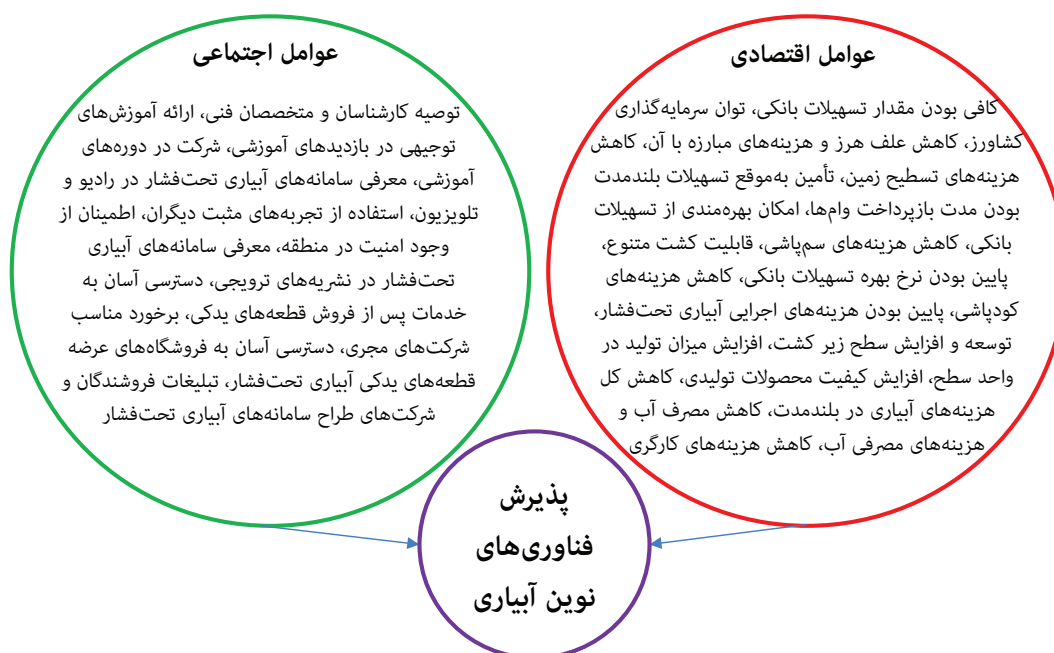 عوامل اقتصادی
کافی بودن مقدار تسهیلات بانکی، توان سرمایه‌گذاری
کشاورز، کاهش علف هرز و هزینه‌های مبارزه با آن، کاهش
هزینه‌های تسطیح زمین، تأمین به‌موقع تسهیلات بلندمدت
بودن مدت بازپرداخت وام‌ها، امکان بهره‌مندی از تسهیلات
بانکی، کاهش هزینه‌های سم‌پاشی، قابلیت کشت متنوع،
پایین بودن نرخ بهره تسهیلات بانکی، کاهش هزینه‌های
کودپاشی، پایین بودن هزینه‌های اجرایی آبیاری تحت‌فشار،
توسعه و افزایش سطح زیر کشت، افزایش میزان تولید در
واحد سطح، افزایش کیفیت محصولات تولیدی، کاهش کل
هزینه‌های آبیاری در بلندمدت، کاهش مصرف آب و
هزینه‌های مصرفی آب، کاهش هزینه‌های کارگری
عوامل اجتماعی
توصیه کارشناسان و متخصصان فنی، ارائه آموزش‌های
توجیهی در بازدیدهای آموزشی، شرکت در دوره‌های
آموزشی، معرفی سامانه‌های آبیاری تحت‌فشار در رادیو و
تلویزیون، استفاده از تجربه‌های مثبت دیگران، اطمینان از
وجود امنیت در منطقه، معرفی سامانه‌های آبیاری
تحت‌فشار در نشریه‌های ترویجی، دسترسی آسان به
خدمات پس از فروش قطعه‌های یدکی، برخورد مناسب
شرکت‌های مجری، دسترسی آسان به فروشگاه‌های عرضه
قطعه‌های یدکی آبیاری تحت‌فشار، تبلیغات فروشندگان و
شرکت‌های طراح سامانه‌های آبیاری تحت‌فشار
پذیرش
فناوری‌های
نوین آبیاری